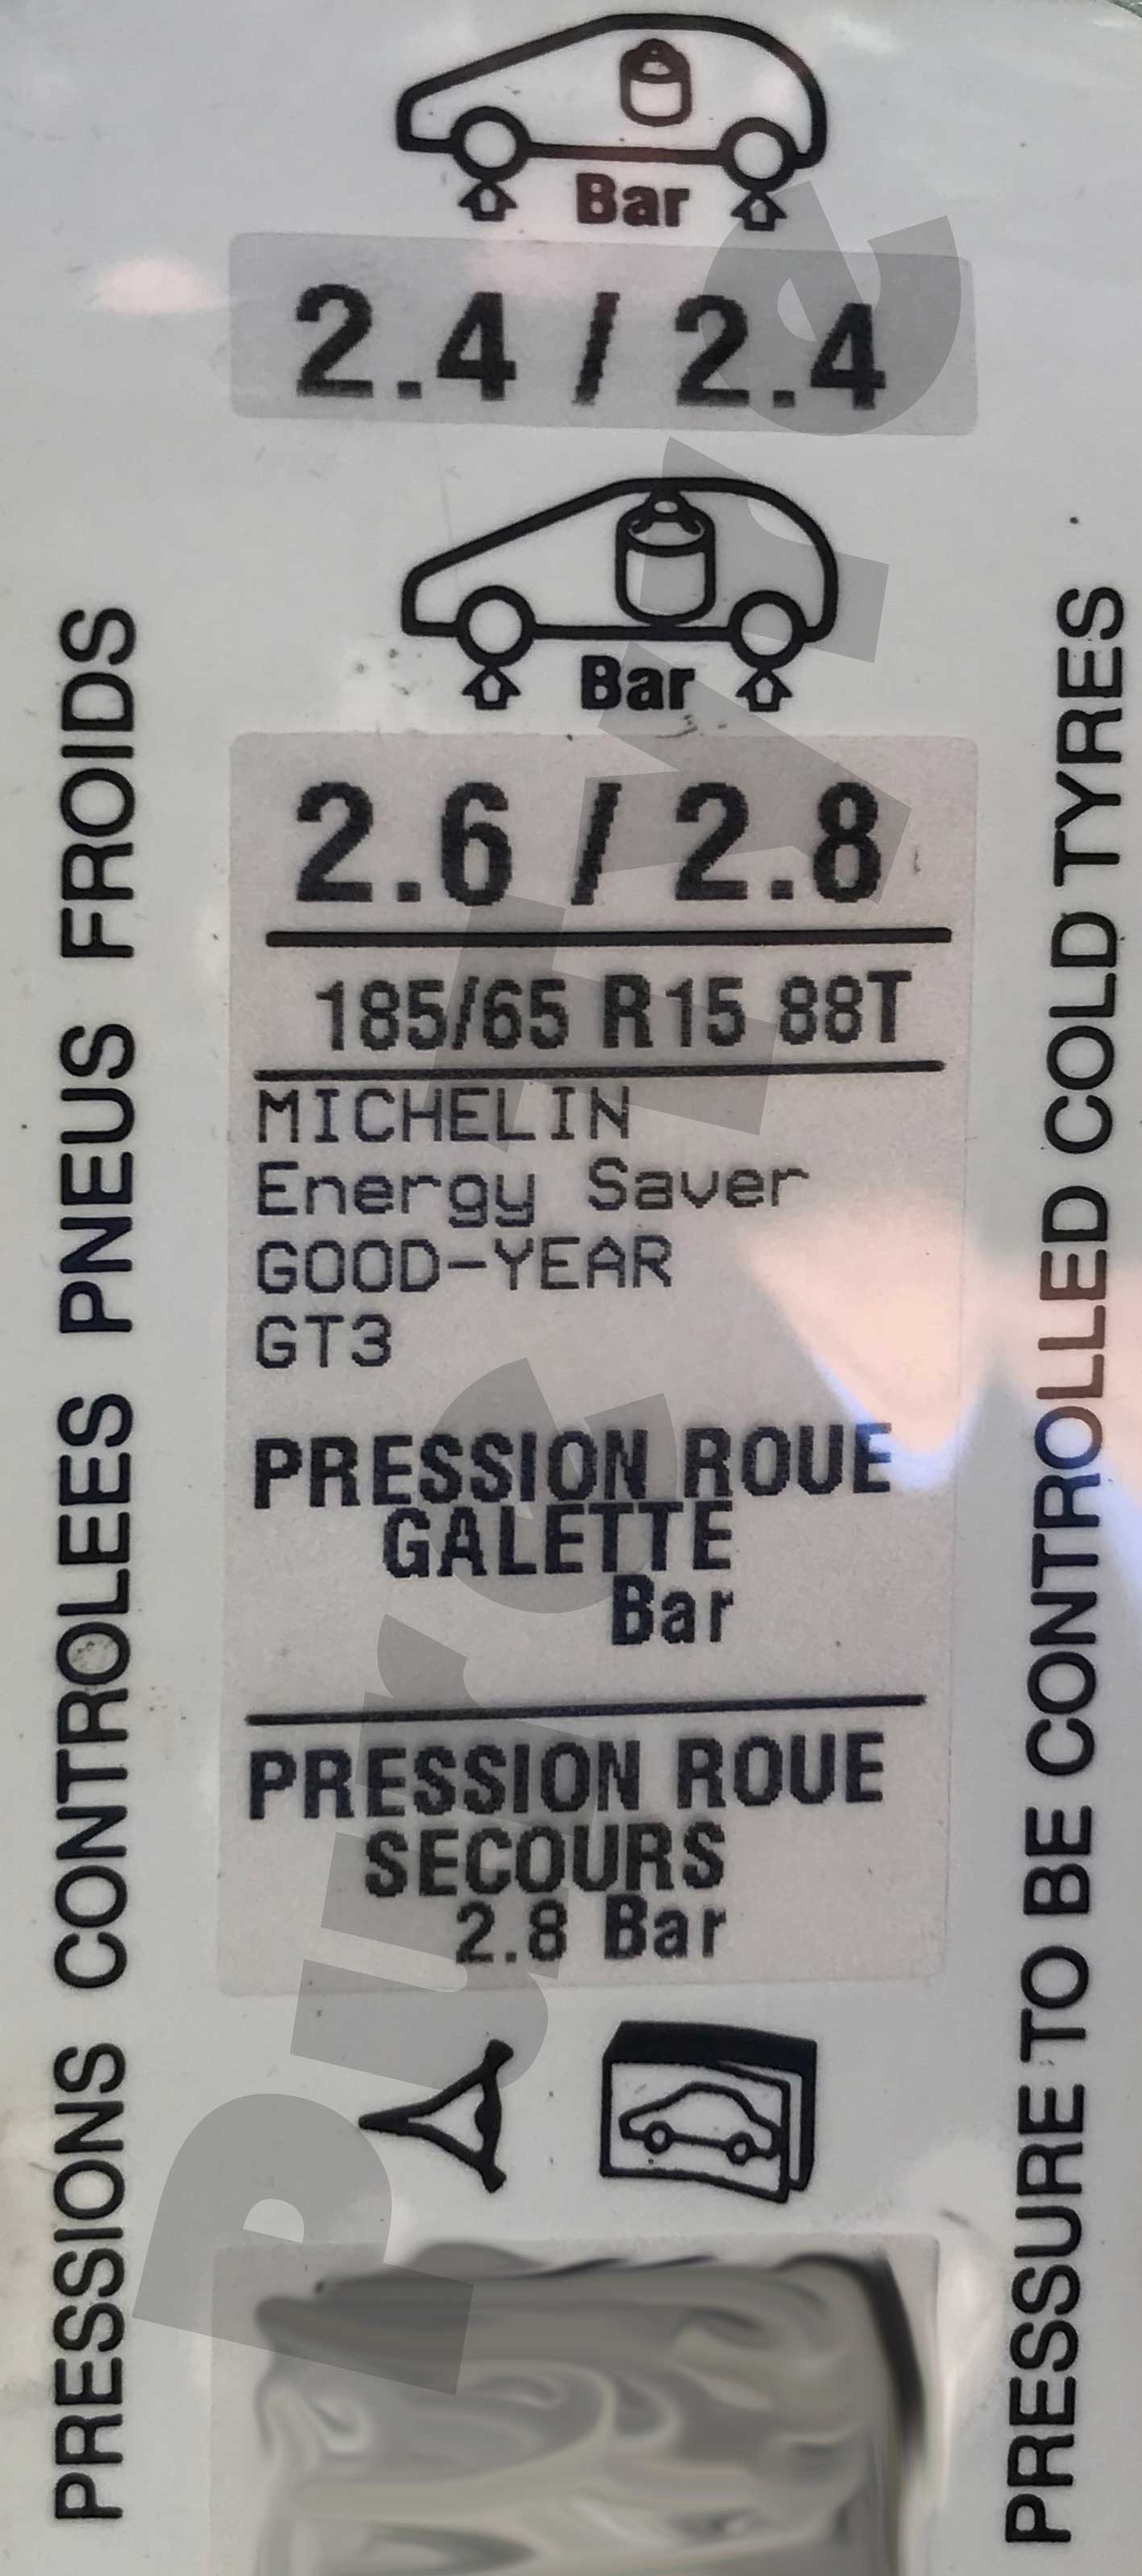 Bar
2.4 / 2.4
Bar
2.6 / 2.8
185/65 R15 88T
MICHELIN
Energy Saver
GOOD-YEAR
GT3
PRESSION ROUE
GALETTE
Bar
PRESSION ROUE
SECOURS
2.8 Bar
PRESSIONS CONTROLEES PNEUS FROIDS
PRESSURE TO BE CONTROLLED COLD TYRES
Pure Tyre